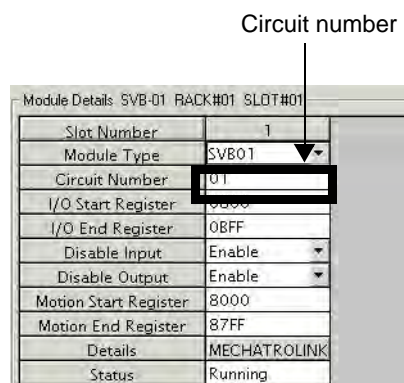 Circuit number
Module Details SVB-01 RACK#01 SLOT#01
Slot Number 1
Module Type SVB01
Circuit Number 01
I/O Start Register 0800
I/O End Register 0BFF
Disable Input Enable
Disable Output Enable
Motion Start Register 8000
Motion End Register 87FF
Details MECHATROLINK
Status Running